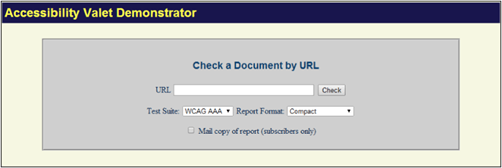 Accessibility Valet Demonstrator
Check a Document by URL
URL Check
Test Suite: WCAG AAA Report Format: Compact
Mail copy of report (subscribers only)